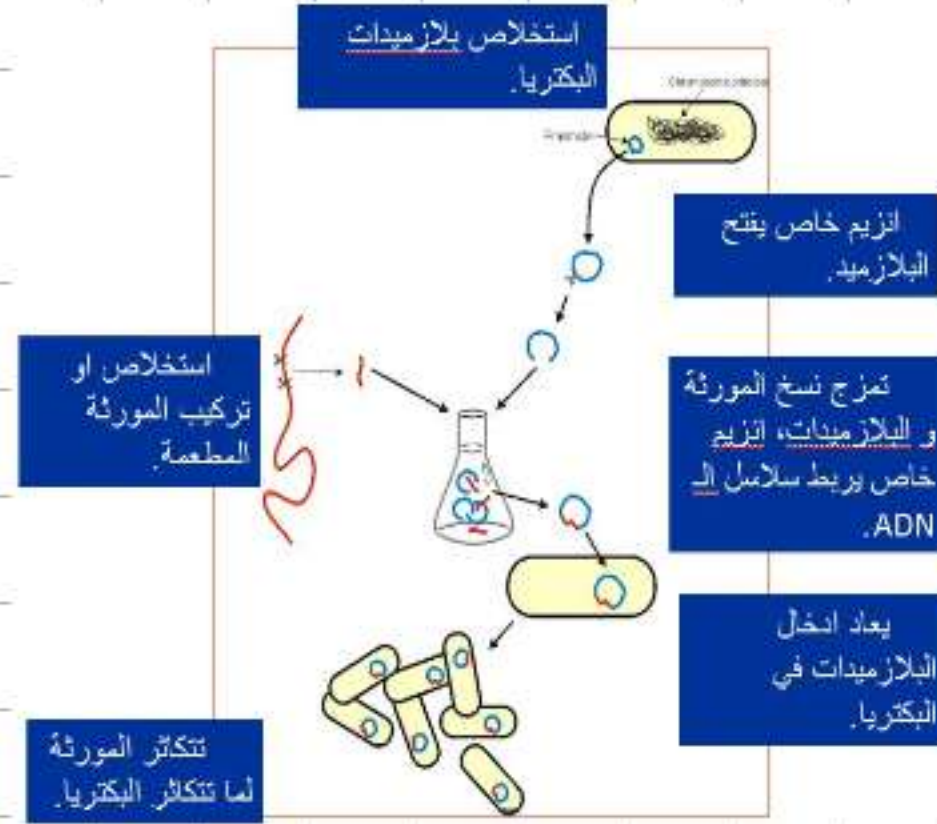 استخلاص بلازميدات
البكتريا.
انزيم خاص يفتح
البلازميد.
استخلاص او
تركيب المورثة
المطعمة.
تمزج نسخ المورثة
و البلازميدات، انزيم
خاص يربط سلاسل الـ
ADN.
يعاد ادخال
البلازميدات في
البكتريا.
تتكاثر المورثة
لما تتكاثر البكتريا.